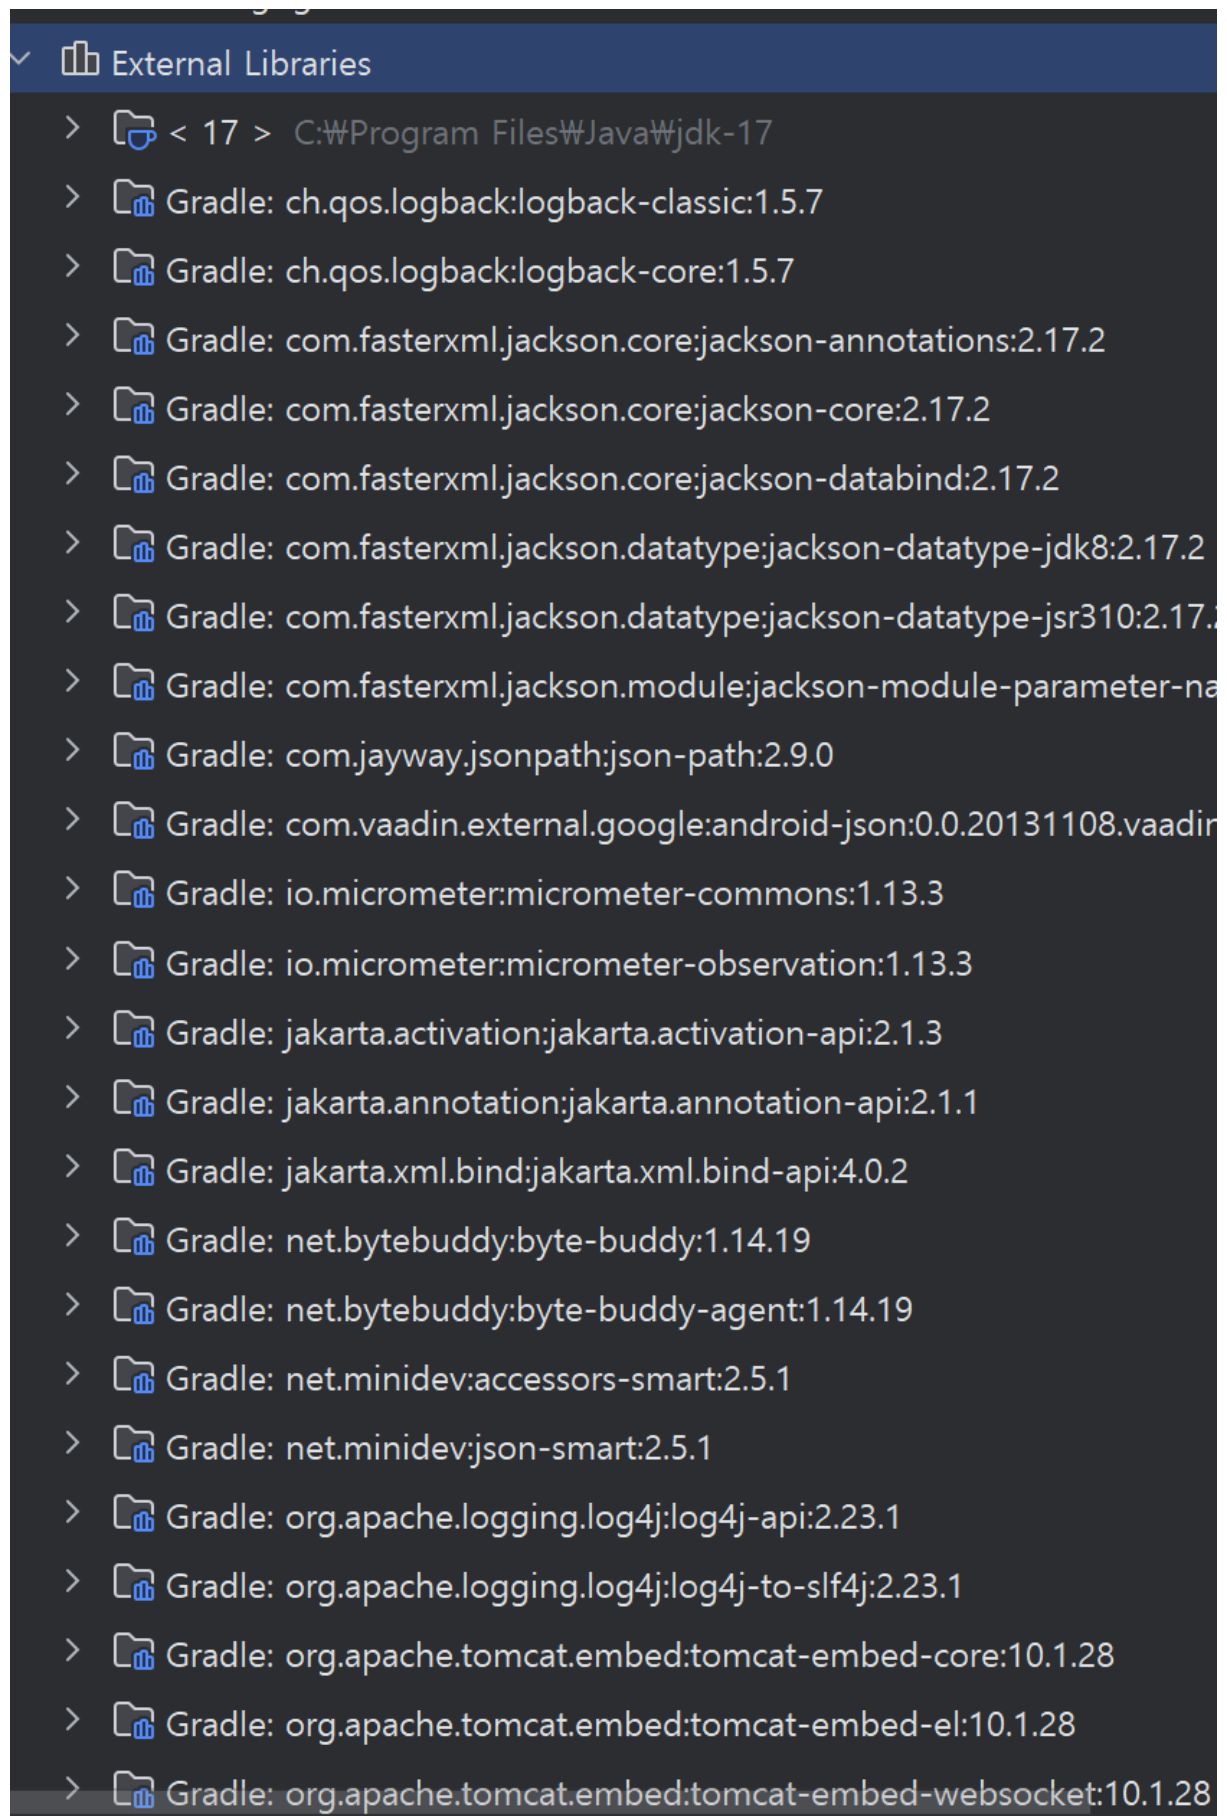 External Libraries
< 17 > C:₩Program Files₩Java₩jdk-17
Gradle: ch.qos.logback:logback-classic:1.5.7
Gradle: ch.qos.logback:logback-core:1.5.7
Gradle: com.fasterxml.jackson.core:jackson-annotations:2.17.2
Gradle: com.fasterxml.jackson.core:jackson-core:2.17.2
Gradle: com.fasterxml.jackson.core:jackson-databind:2.17.2
Gradle: com.fasterxml.jackson.datatype:jackson-datatype-jdk8:2.17.2
Gradle: com.fasterxml.jackson.datatype:jackson-datatype-jsr310:2.17.2
Gradle: com.fasterxml.jackson.module:jackson-module-parameter-na
Gradle: com.jayway.jsonpath:json-path:2.9.0
Gradle: com.vaadin.external.google:android-json:0.0.20131108.vaadin
Gradle: io.micrometer:micrometer-commons:1.13.3
Gradle: io.micrometer:micrometer-observation:1.13.3
Gradle: jakarta.activation:jakarta.activation-api:2.1.3
Gradle: jakarta.annotation:jakarta.annotation-api:2.1.1
Gradle: jakarta.xml.bind:jakarta.xml.bind-api:4.0.2
Gradle: net.bytebuddy:byte-buddy:1.14.19
Gradle: net.bytebuddy:byte-buddy-agent:1.14.19
Gradle: net.minidev:accessors-smart:2.5.1
Gradle: net.minidev:json-smart:2.5.1
Gradle: org.apache.logging.log4j:log4j-api:2.23.1
Gradle: org.apache.logging.log4j:log4j-to-slf4j:2.23.1
Gradle: org.apache.tomcat.embed:tomcat-embed-core:10.1.28
Gradle: org.apache.tomcat.embed:tomcat-embed-el:10.1.28
Gradle: org.apache.tomcat.embed:tomcat-embed-websocket:10.1.28